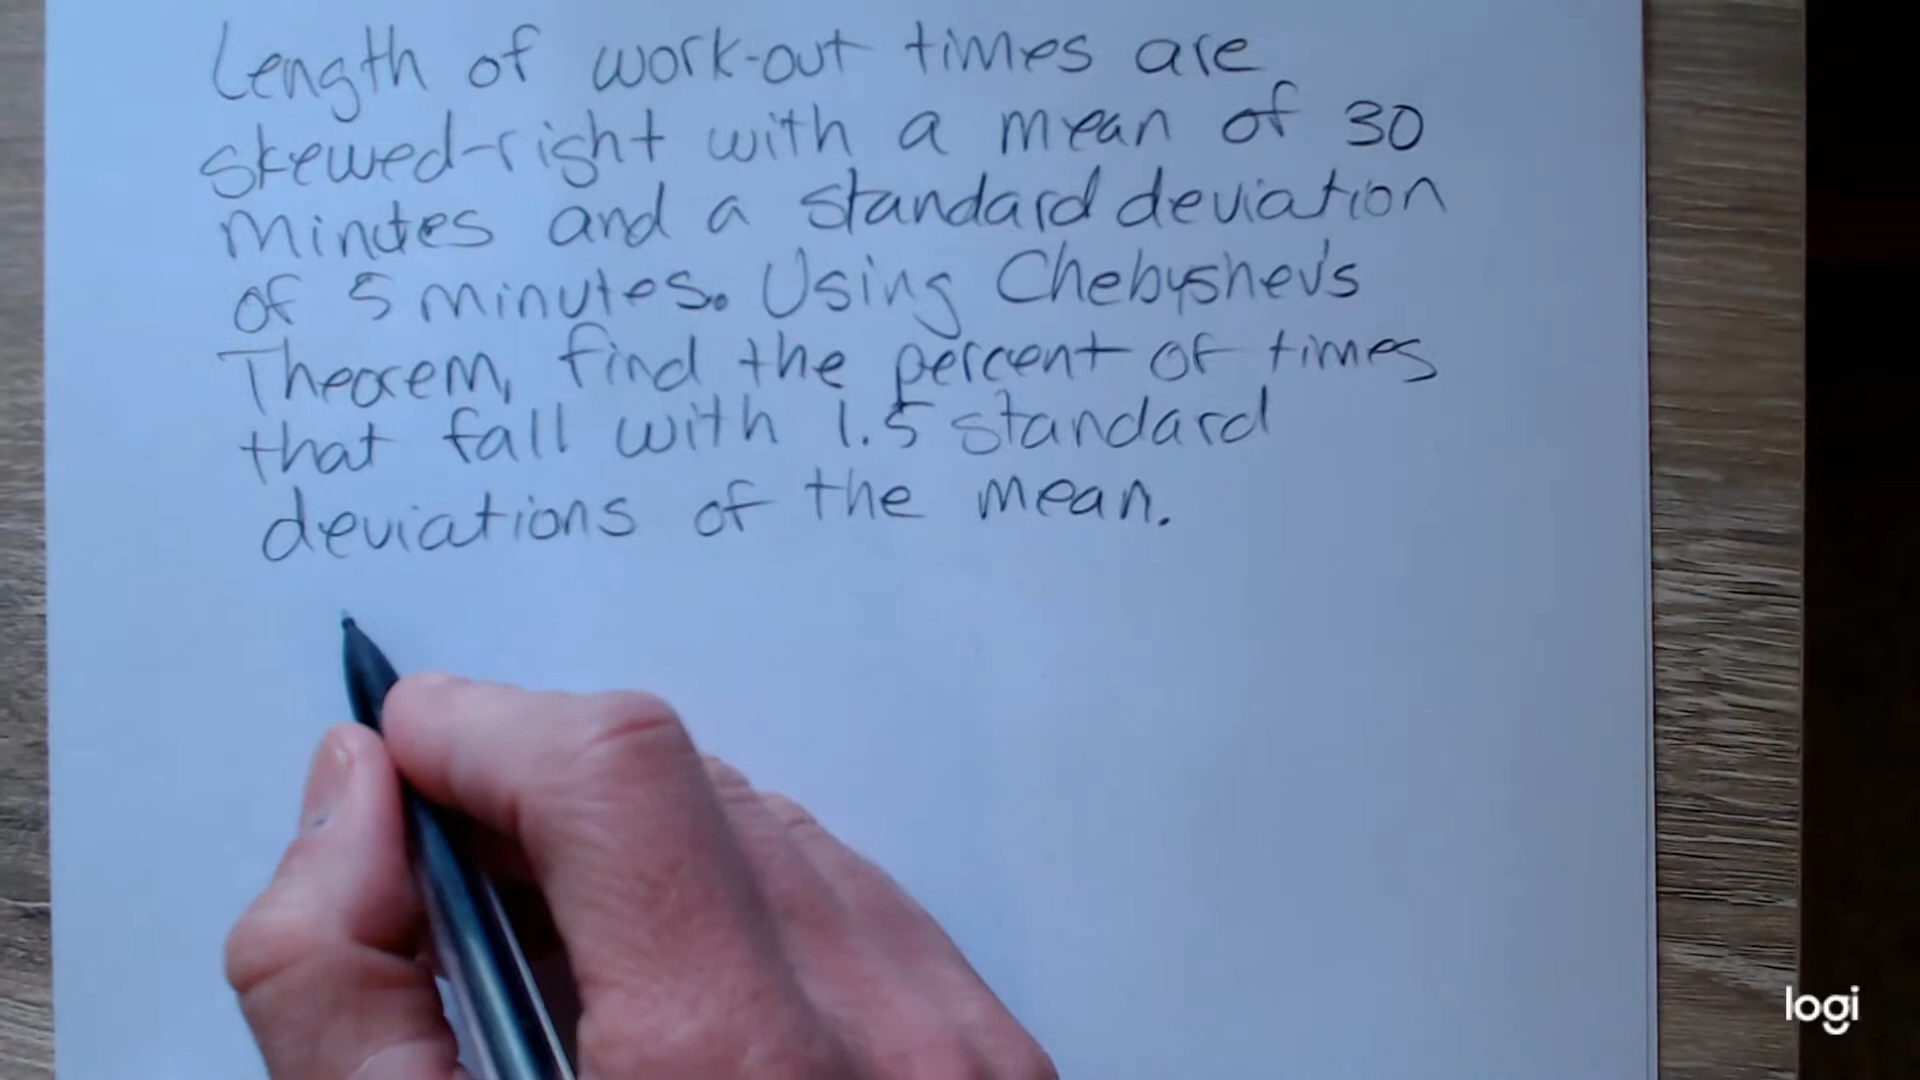 Length of work-out times are
skewed-right with a mean of 30
minutes and a standard deviation
of 5 minutes. Using Chebyshev's
Theorem, find the percent of times
that fall with 1.5 standard
deviations of the mean.
logi